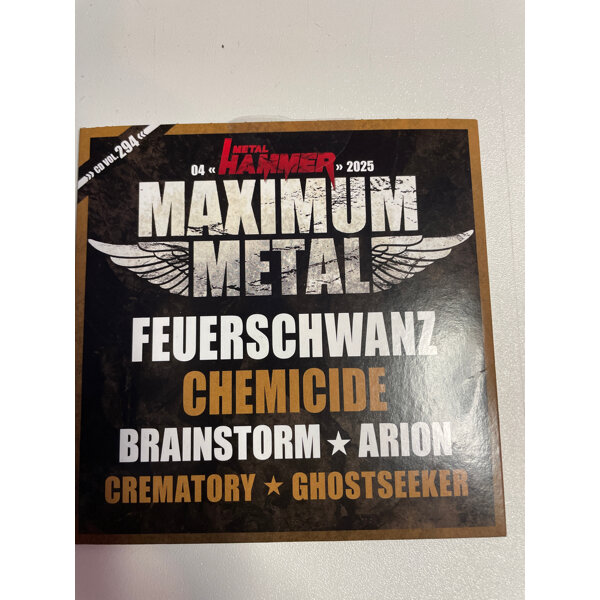 »» CD VOL. 294 ««
METAL
04 « HAMMER » 2025
MAXIMUM
METAL
FEUERSCHWANZ
CHEMICIDE
BRAINSTORM ★ ARION
CREMATORY ★ GHOSTSEEKER